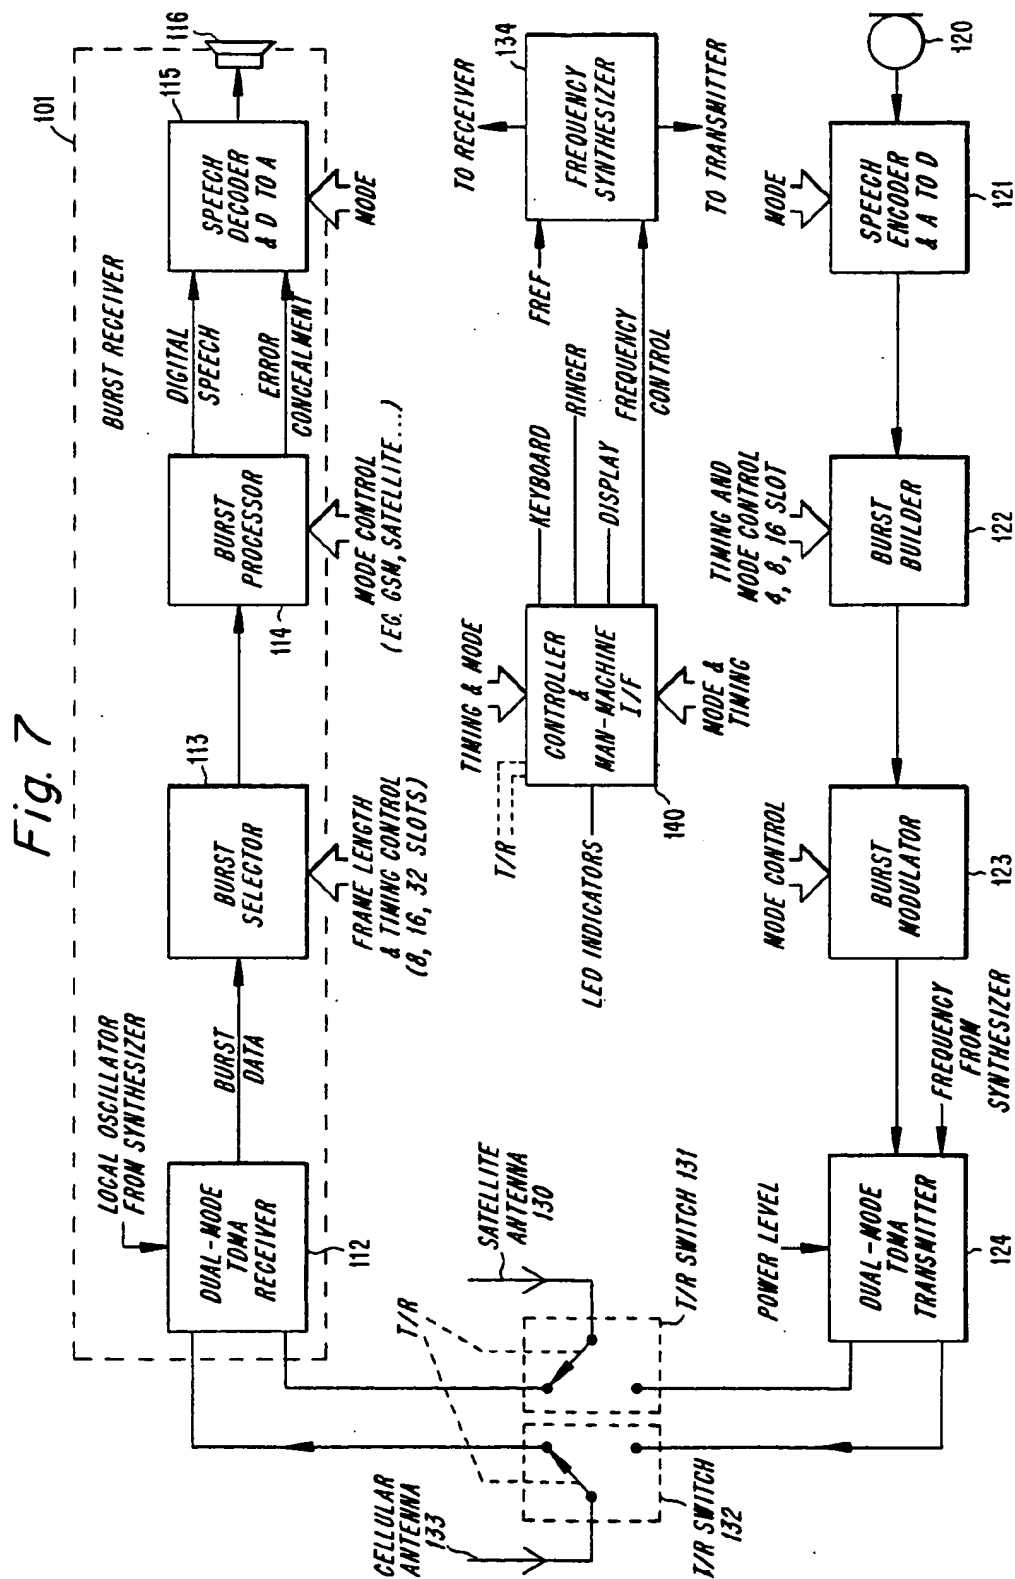 Fig. 7
101
BURST RECEIVER
LOCAL OSCILLATOR
FROM SYNTHESIZER
DUAL-MODE
TDMA
RECEIVER
112
BURST
DATA
BURST
SELECTOR
113
FRAME LENGTH
& TIMING CONTROL
(8, 16, 32 SLOTS)
BURST
PROCESSOR
114
MODE CONTROL
(EG. GSM, SATELLITE...)
DIGITAL
SPEECH
ERROR
CONCEALMENT
SPEECH
DECODER
& D TO A
115
MODE
116
CELLULAR
ANTENNA
133
T/R
SATELLITE
ANTENNA
130
T/R SWITCH
132
T/R SWITCH 131
T/R
TIMING & MODE
LED INDICATORS
CONTROLLER
&
MAN-MACHINE
I/F
140
MODE &
TIMING
KEYBOARD
RINGER
DISPLAY
FREQUENCY
CONTROL
FREF
TO RECEIVER
FREQUENCY
SYNTHESIZER
134
TO TRANSMITTER
POWER LEVEL
DUAL-MODE
TDMA
TRANSMITTER
124
FREQUENCY
FROM
SYNTHESIZER
MODE CONTROL
BURST
MODULATOR
123
TIMING AND
MODE CONTROL
4, 8, 16 SLOT
BURST
BUILDER
122
MODE
SPEECH
ENCODER
& A TO D
121
120